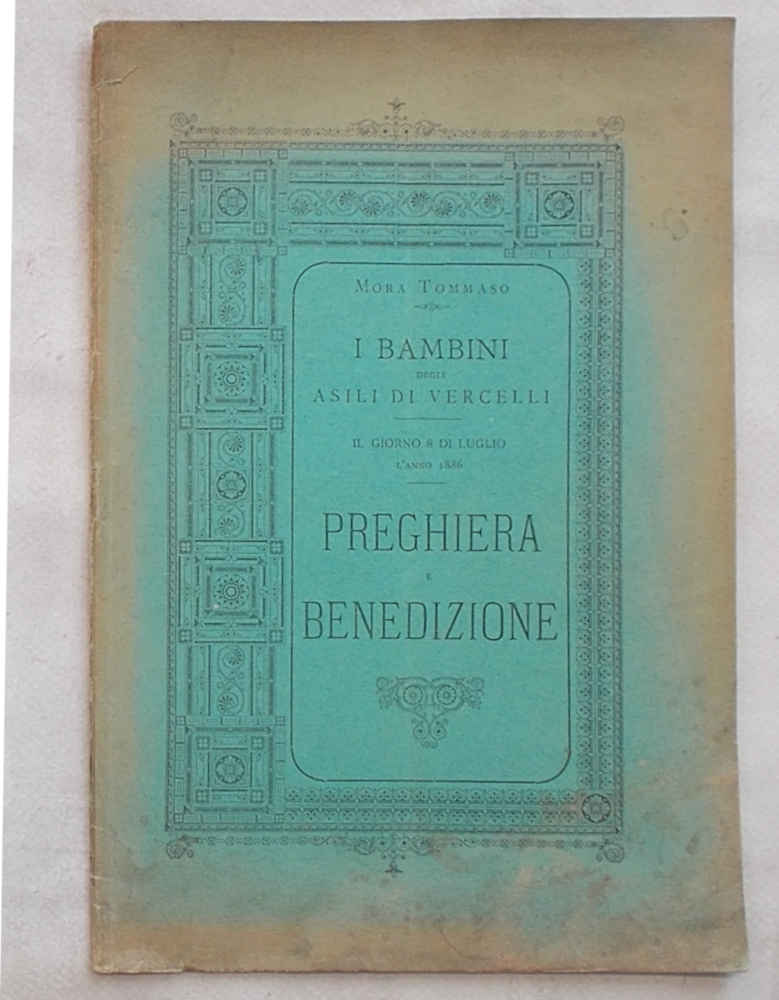 MORA TOMMASO
I BAMBINI
DEGLI
ASILI DI VERCELLI
IL GIORNO 8 DI LUGLIO
L'ANNO 1886
PREGHIERA
E
BENEDIZIONE